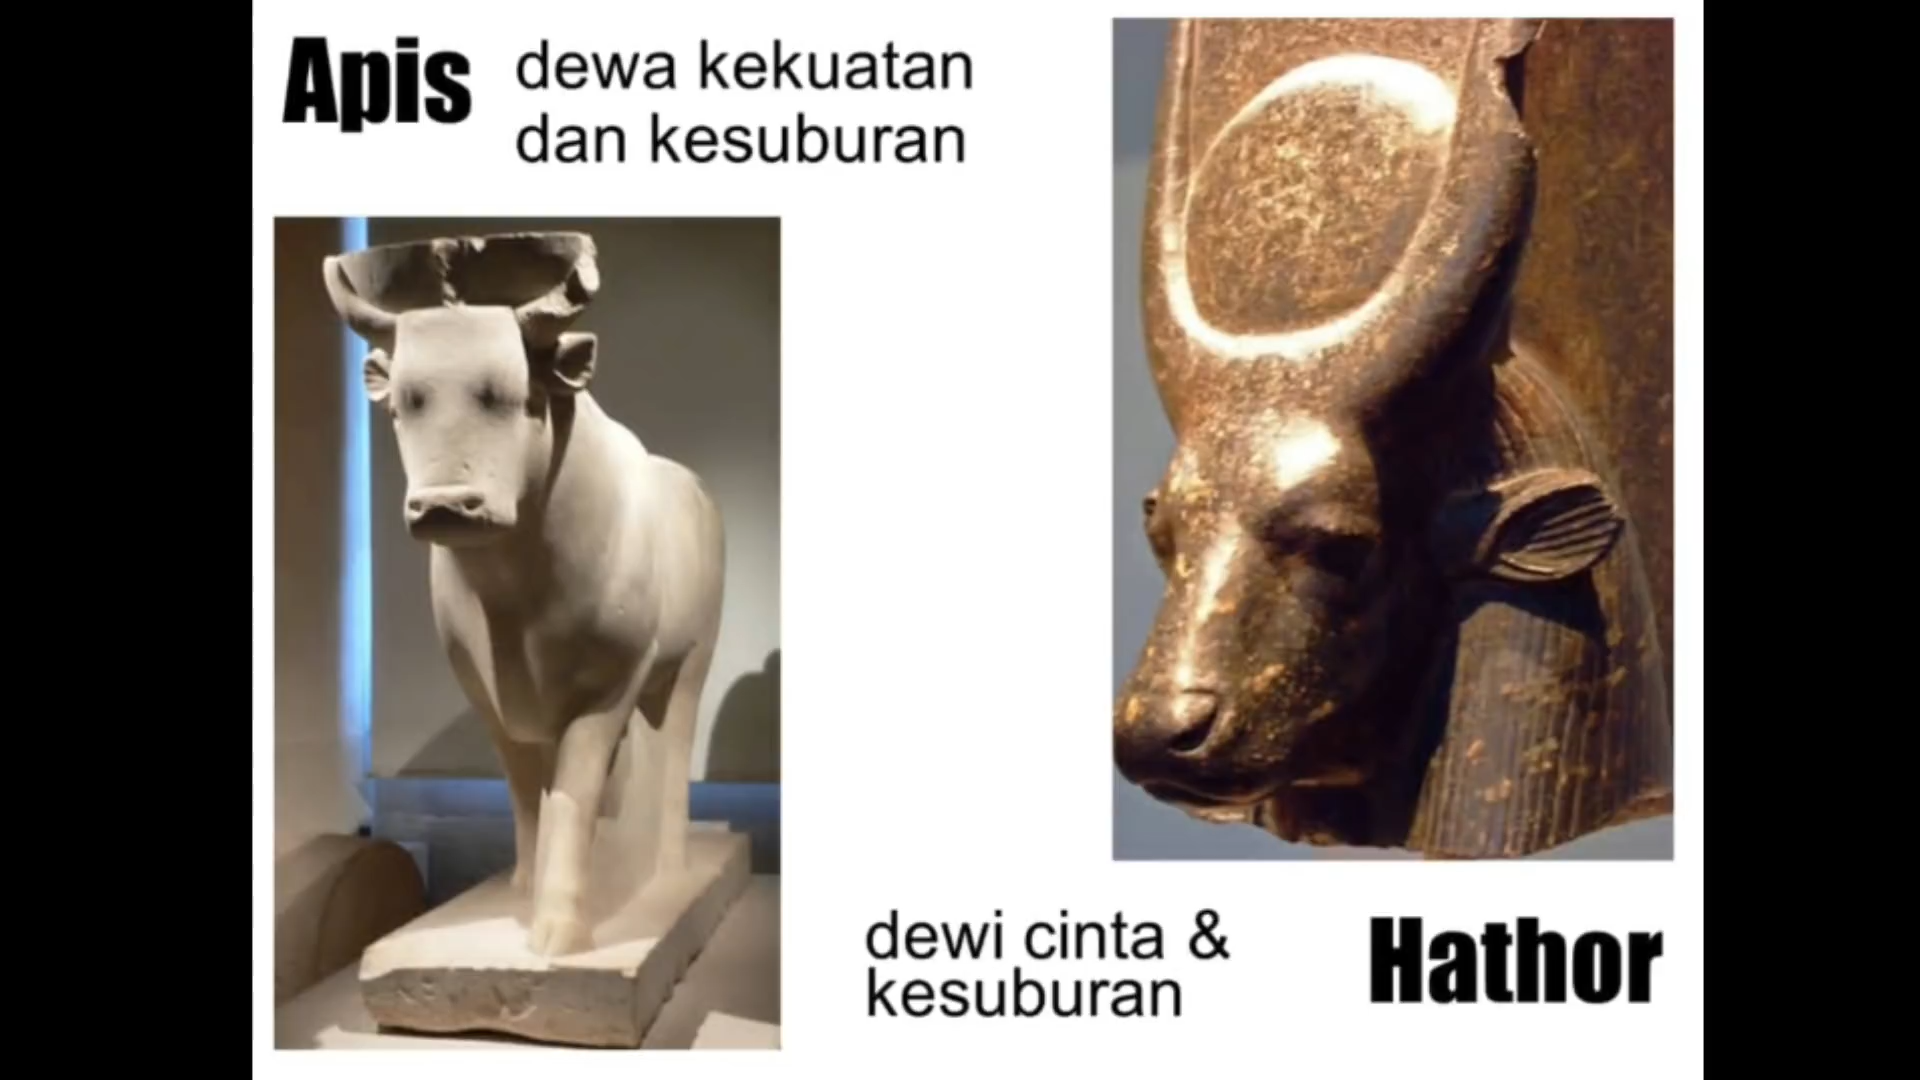 Apis
dewa kekuatan
dan kesuburan
dewi cinta &
kesuburan
Hathor